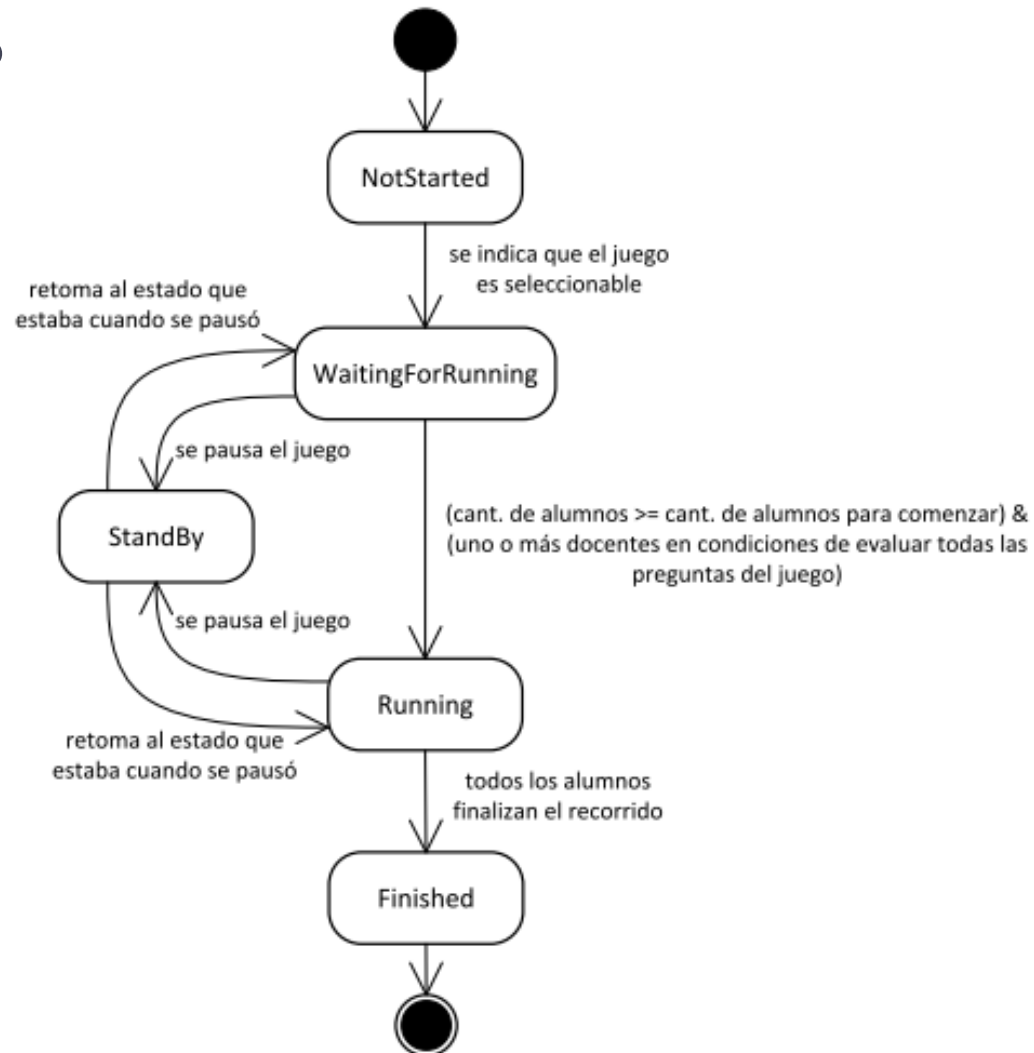 NotStarted
se indica que el juego
es seleccionable
retoma al estado que
estaba cuando se pausó
WaitingForRunning
se pausa el juego
StandBy
(cant. de alumnos >= cant. de alumnos para comenzar) &
(uno o más docentes en condiciones de evaluar todas las
preguntas del juego)
se pausa el juego
Running
retoma al estado que
estaba cuando se pausó
todos los alumnos
finalizan el recorrido
Finished